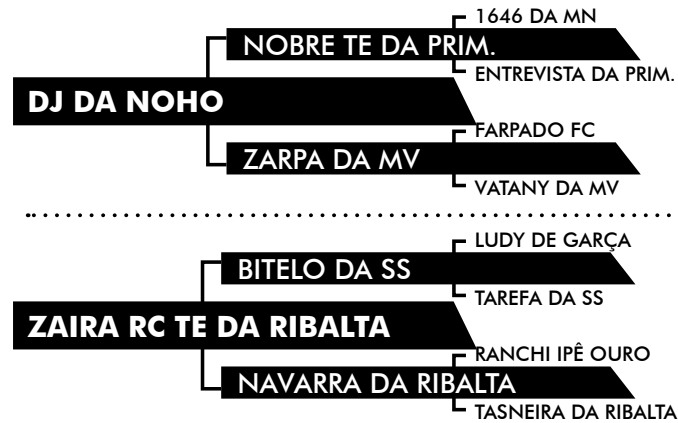 1646 DA MN
NOBRE TE DA PRIM.
ENTREVISTA DA PRIM.
DJ DA NOHO
FARPADO FC
ZARPA DA MV
VATANY DA MV
LUDY DE GARÇA
BITELO DA SS
TAREFA DA SS
ZAIRA RC TE DA RIBALTA
RANCHI IPÊ OURO
NAVARRA DA RIBALTA
TASNEIRA DA RIBALTA